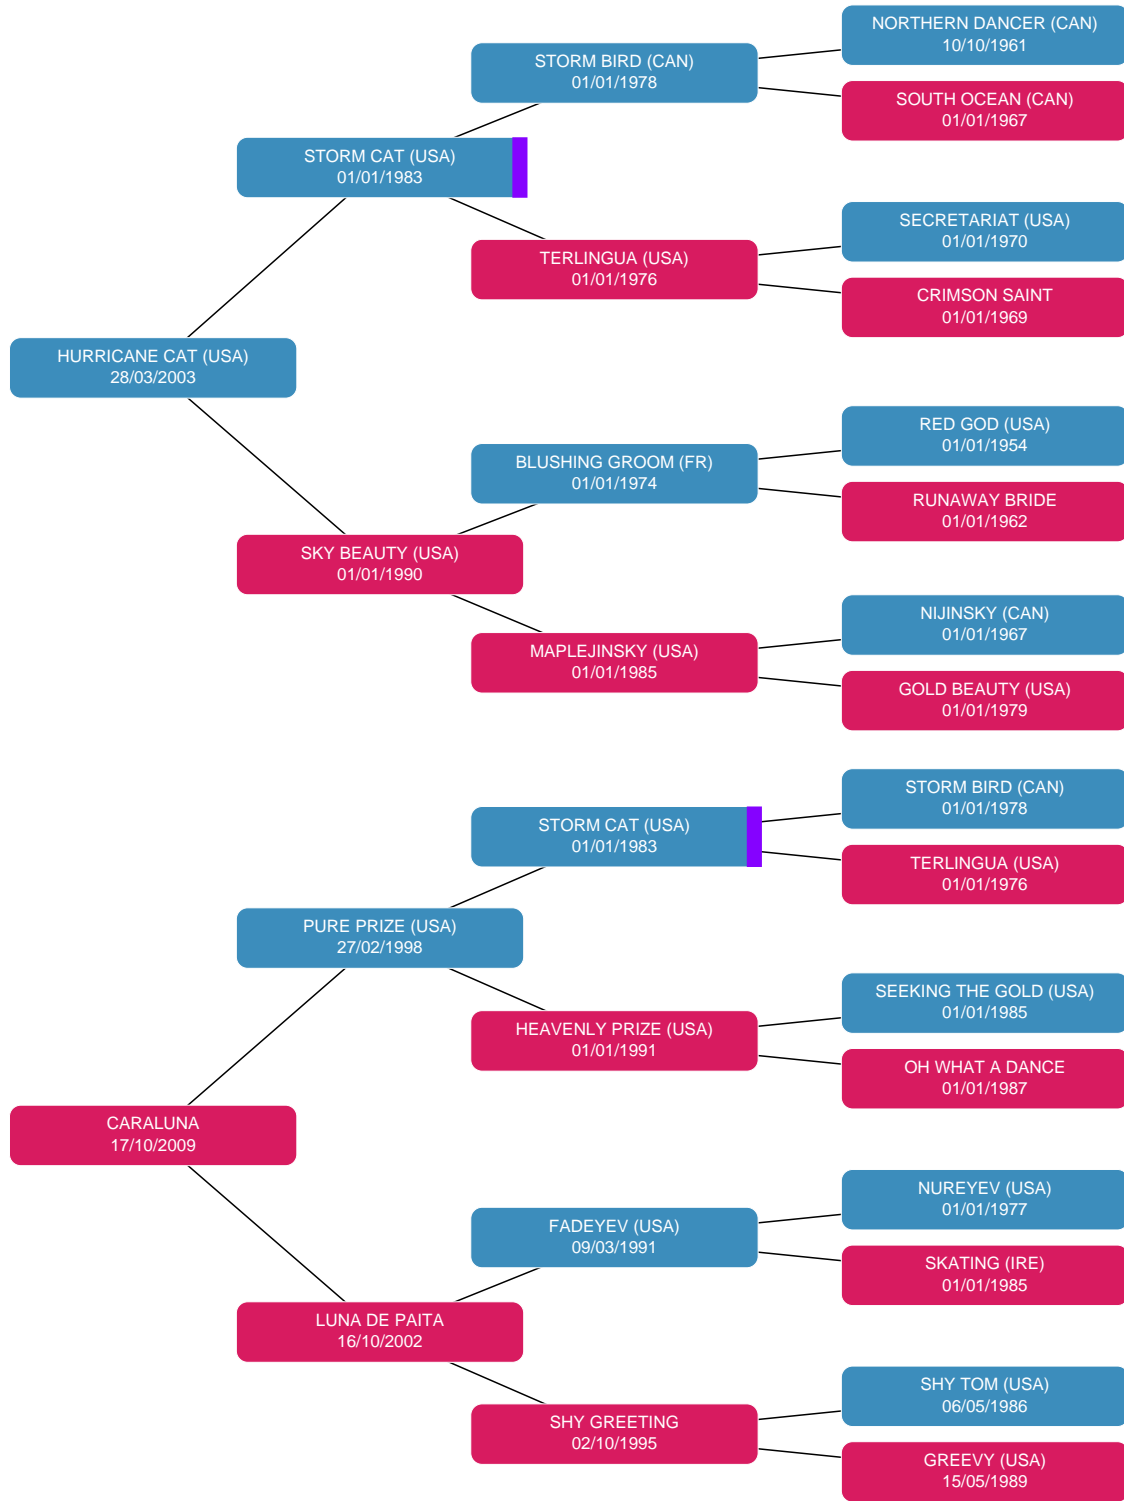 NORTHERN DANCER (CAN)
10/10/1961
STORM BIRD (CAN)
01/01/1978
SOUTH OCEAN (CAN)
01/01/1967
STORM CAT (USA)
01/01/1983
SECRETARIAT (USA)
01/01/1970
TERLINGUA (USA)
01/01/1976
CRIMSON SAINT
01/01/1969
HURRICANE CAT (USA)
28/03/2003
RED GOD (USA)
01/01/1954
BLUSHING GROOM (FR)
01/01/1974
RUNAWAY BRIDE
01/01/1962
SKY BEAUTY (USA)
01/01/1990
NIJINSKY (CAN)
01/01/1967
MAPLEJINSKY (USA)
01/01/1985
GOLD BEAUTY (USA)
01/01/1979
STORM BIRD (CAN)
01/01/1978
STORM CAT (USA)
01/01/1983
TERLINGUA (USA)
01/01/1976
PURE PRIZE (USA)
27/02/1998
SEEKING THE GOLD (USA)
01/01/1985
HEAVENLY PRIZE (USA)
01/01/1991
OH WHAT A DANCE
01/01/1987
CARALUNA
17/10/2009
NUREYEV (USA)
01/01/1977
FADEYEV (USA)
09/03/1991
SKATING (IRE)
01/01/1985
LUNA DE PAITA
16/10/2002
SHY TOM (USA)
06/05/1986
SHY GREETING
02/10/1995
GREEVY (USA)
15/05/1989